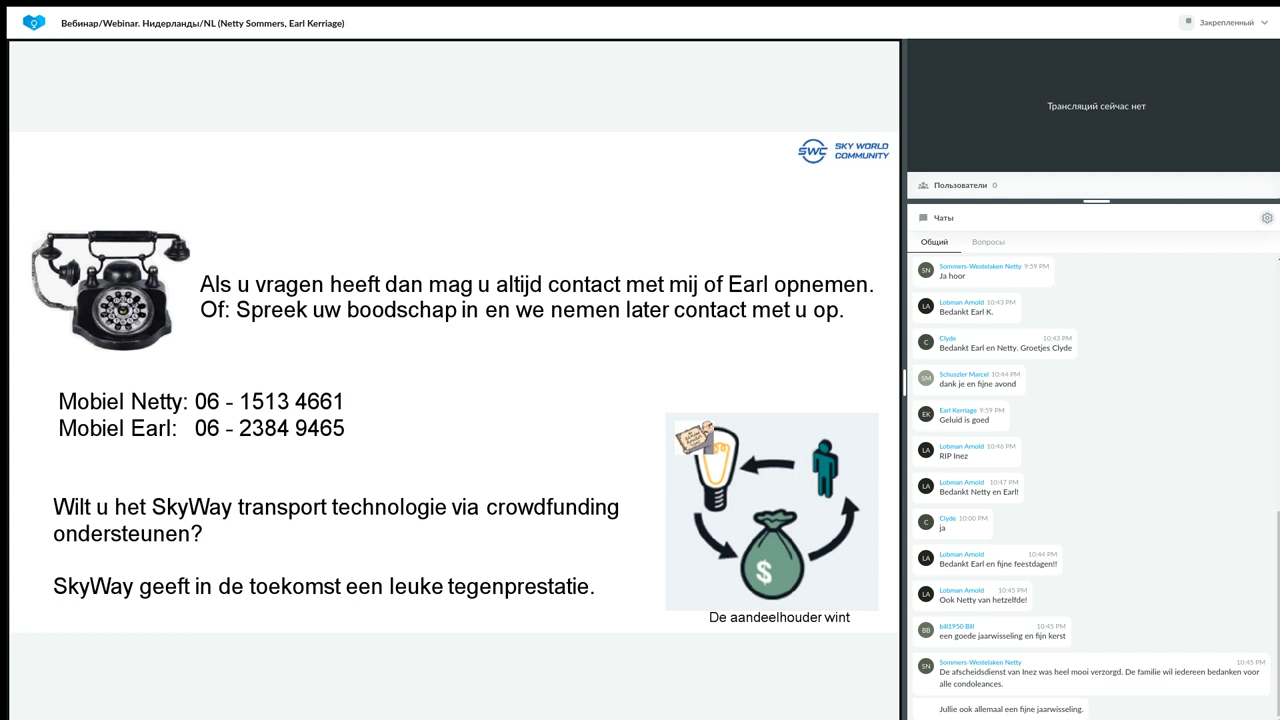 Вебинар/Webinar. Нидерланды/NL (Netty Sommers, Earl Kerriage)
Закрепленный
SWC SKY WORLD
COMMUNITY
Als u vragen heeft dan mag u altijd contact met mij of Earl opnemen.
Of: Spreek uw boodschap in en we nemen later contact met u op.
Mobiel Netty: 06 - 1513 4661
Mobiel Earl: 06 - 2384 9465
Wilt u het SkyWay transport technologie via crowdfunding
ondersteunen?
SkyWay geeft in de toekomst een leuke tegenprestatie.
$
De aandeelhouder wint
Трансляций сейчас нет
Пользователи 0
Чаты
Общий Вопросы
SN Sommers-Westelaken Netty 9:59 PM
Ja hoor
LA Lobman Arnold 10:43 PM
Bedankt Earl K.
C Clyde 10:43 PM
Bedankt Earl en Netty. Groetjes Clyde
SM Schuszler Marcel 10:44 PM
dank je en fijne avond
EK Earl Kerriage 9:59 PM
Geluid is goed
LA Lobman Arnold 10:46 PM
RIP Inez
LA Lobman Arnold 10:47 PM
Bedankt Netty en Earl!
C Clyde 10:00 PM
ja
LA Lobman Arnold 10:44 PM
Bedankt Earl en fijne feestdagen!!
LA Lobman Arnold 10:45 PM
Ook Netty van hetzelfde!
BB bill1950 Bill 10:45 PM
een goede jaarwisseling en fijn kerst
SN Sommers-Westelaken Netty 10:45 PM
De afscheidsdienst van Inez was heel mooi verzorgd. De familie wil iedereen bedanken voor
alle condoleances.
Jullie ook allemaal een fijne jaarwisseling.